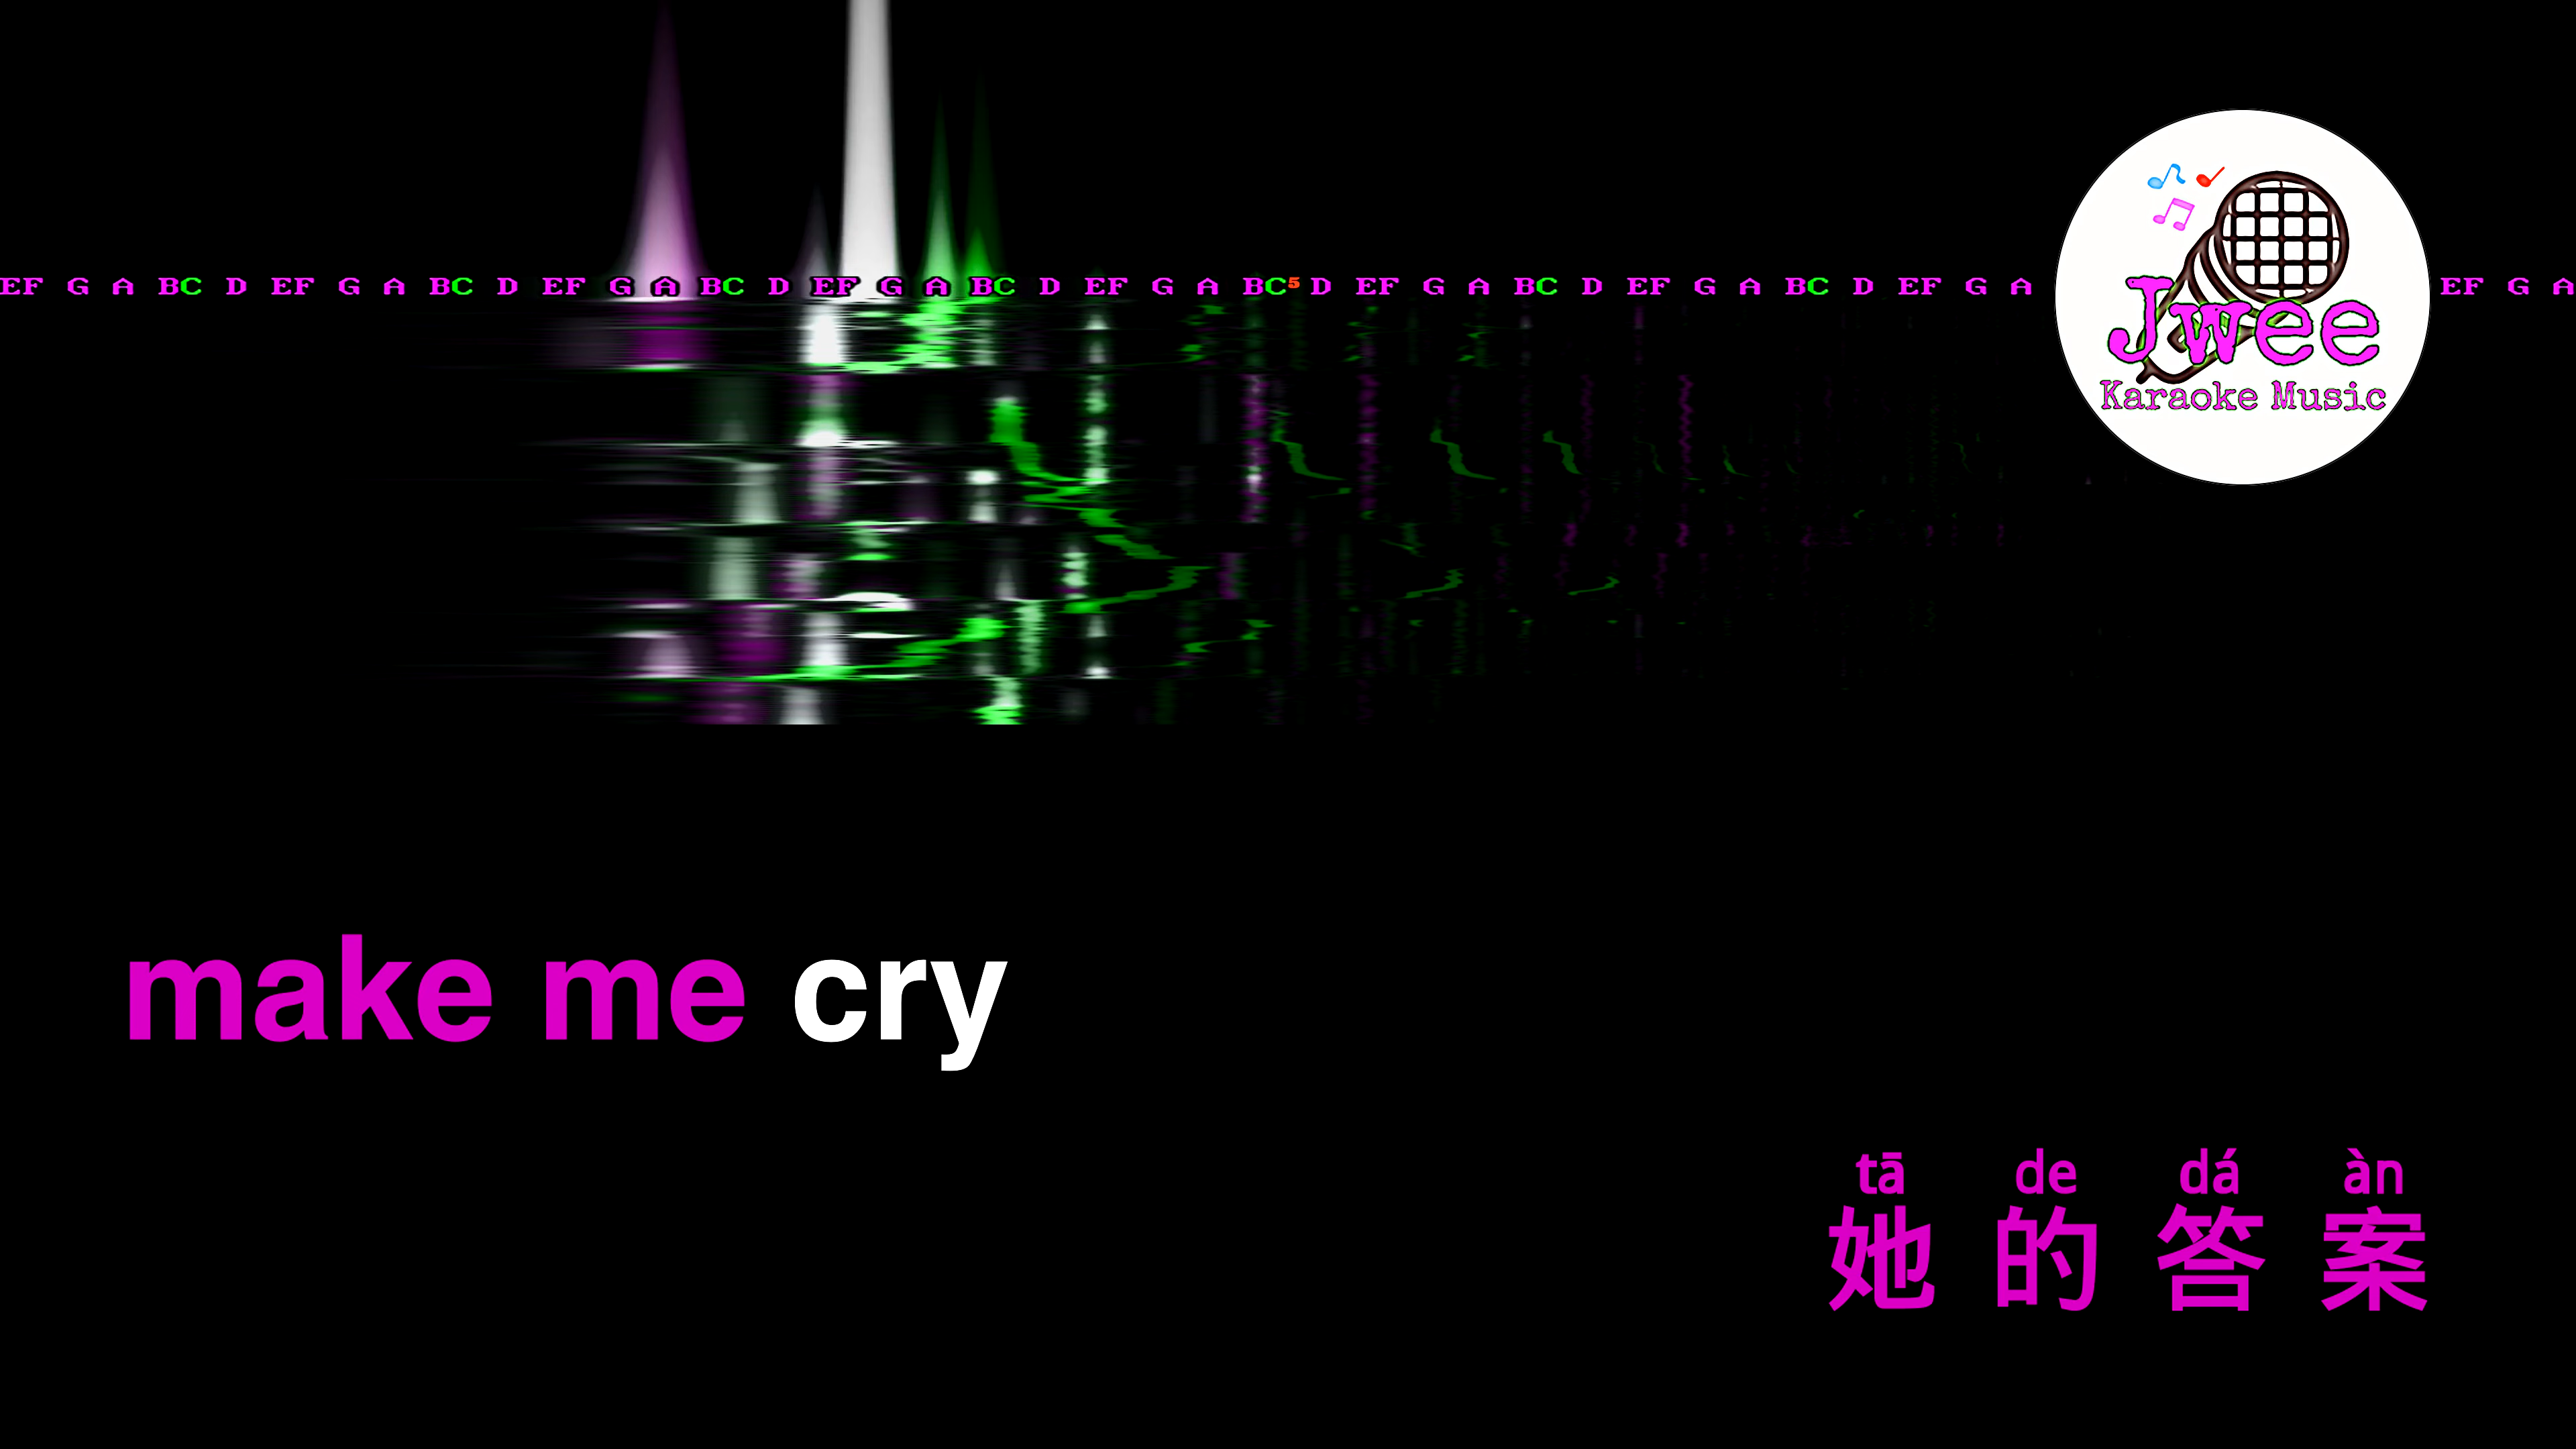 EF G A BC D EF G A BC D EF G A BC D EF G A BC D EF G A BC5 D EF G A BC D EF G A BC D EF G A EF G A
Jwee
Karaoke Music
make me cry
tā de dá àn
她 的 答 案